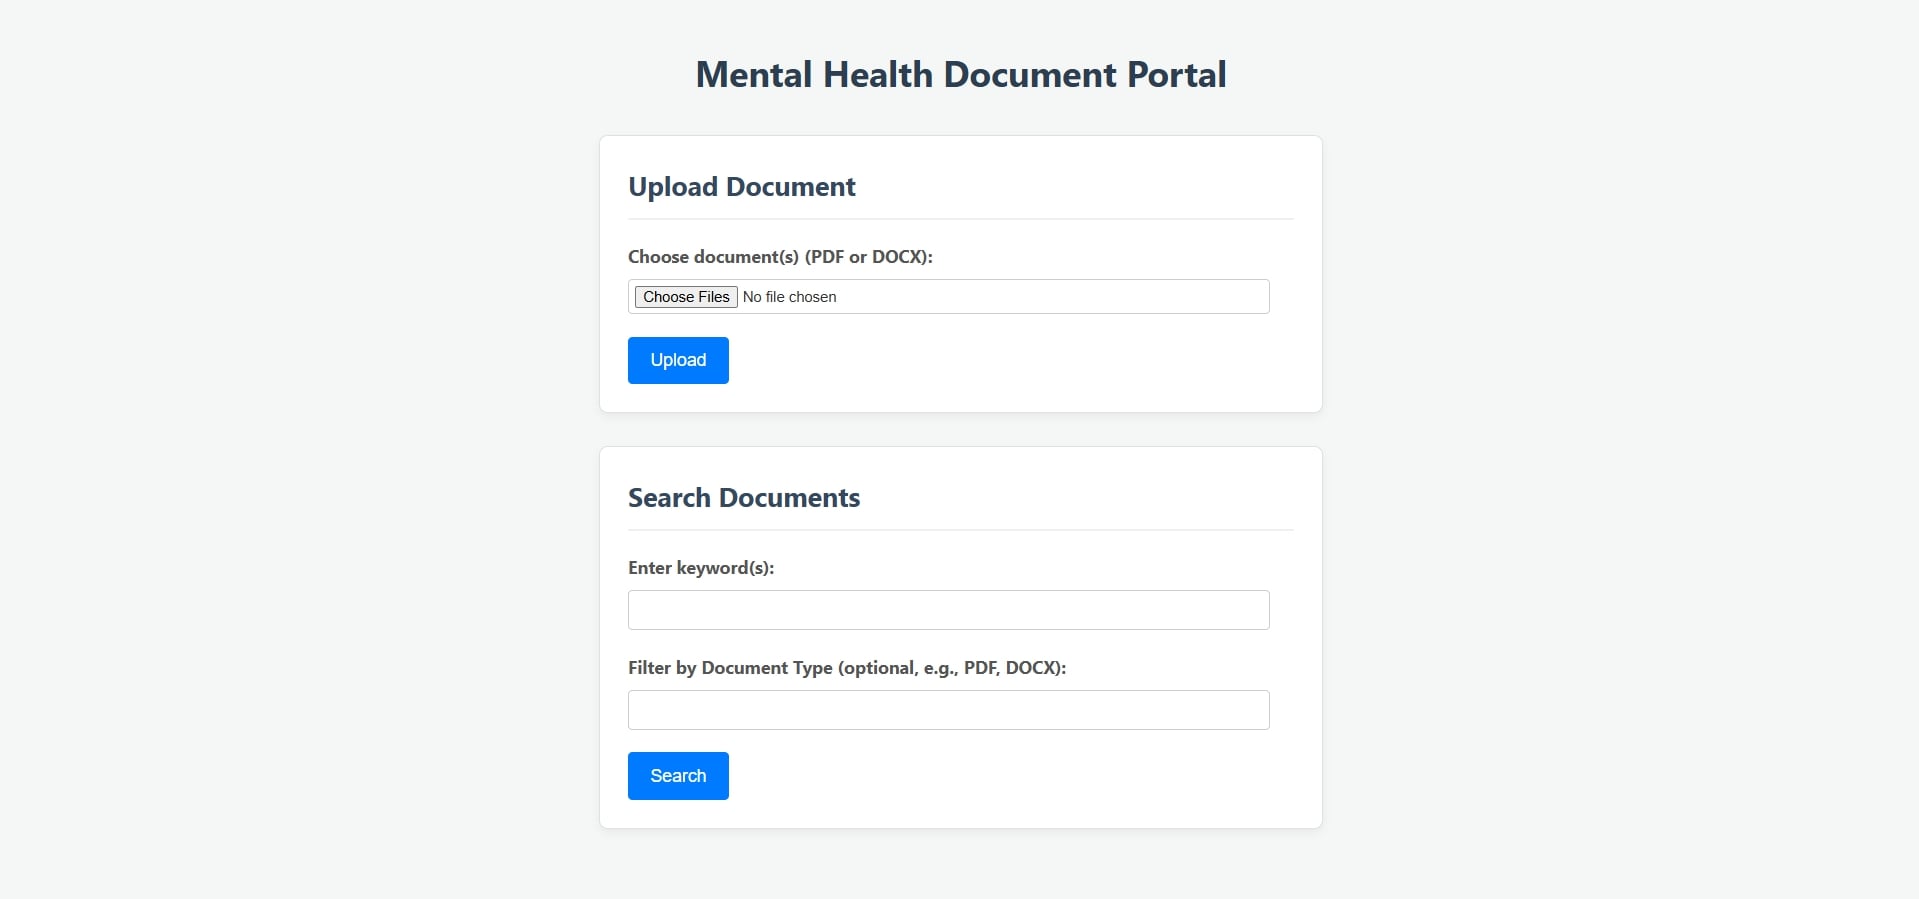 Mental Health Document Portal
Upload Document
Choose document(s) (PDF or DOCX):
Choose Files No file chosen
Upload
Search Documents
Enter keyword(s):
Filter by Document Type (optional, e.g., PDF, DOCX):
Search